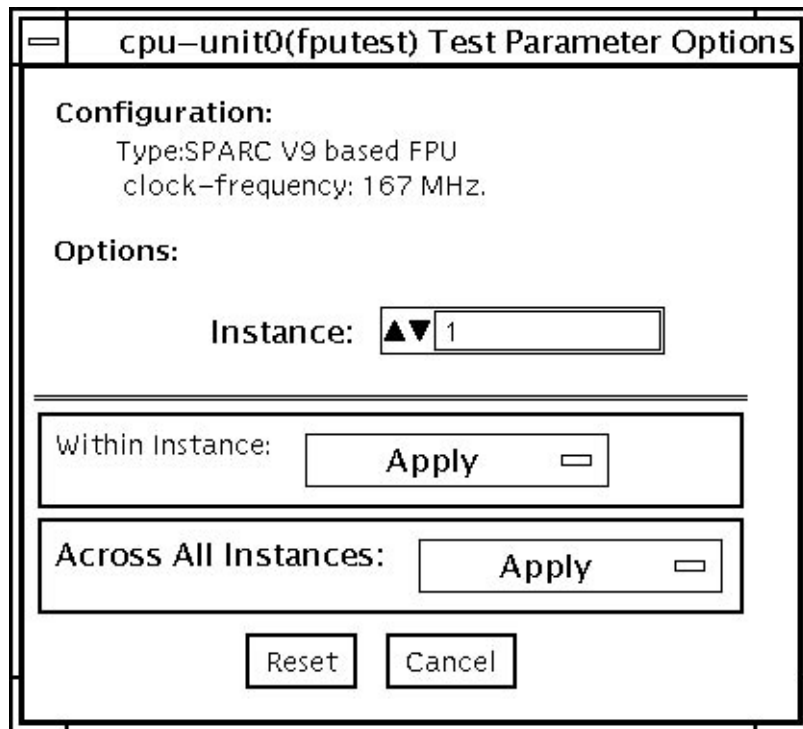 cpu–unit0(fputest) Test Parameter Options
Configuration:
Type:SPARC V9 based FPU
clock–frequency: 167 MHz.
Options:
Instance: 1
Within Instance: Apply
Across All Instances: Apply
Reset Cancel